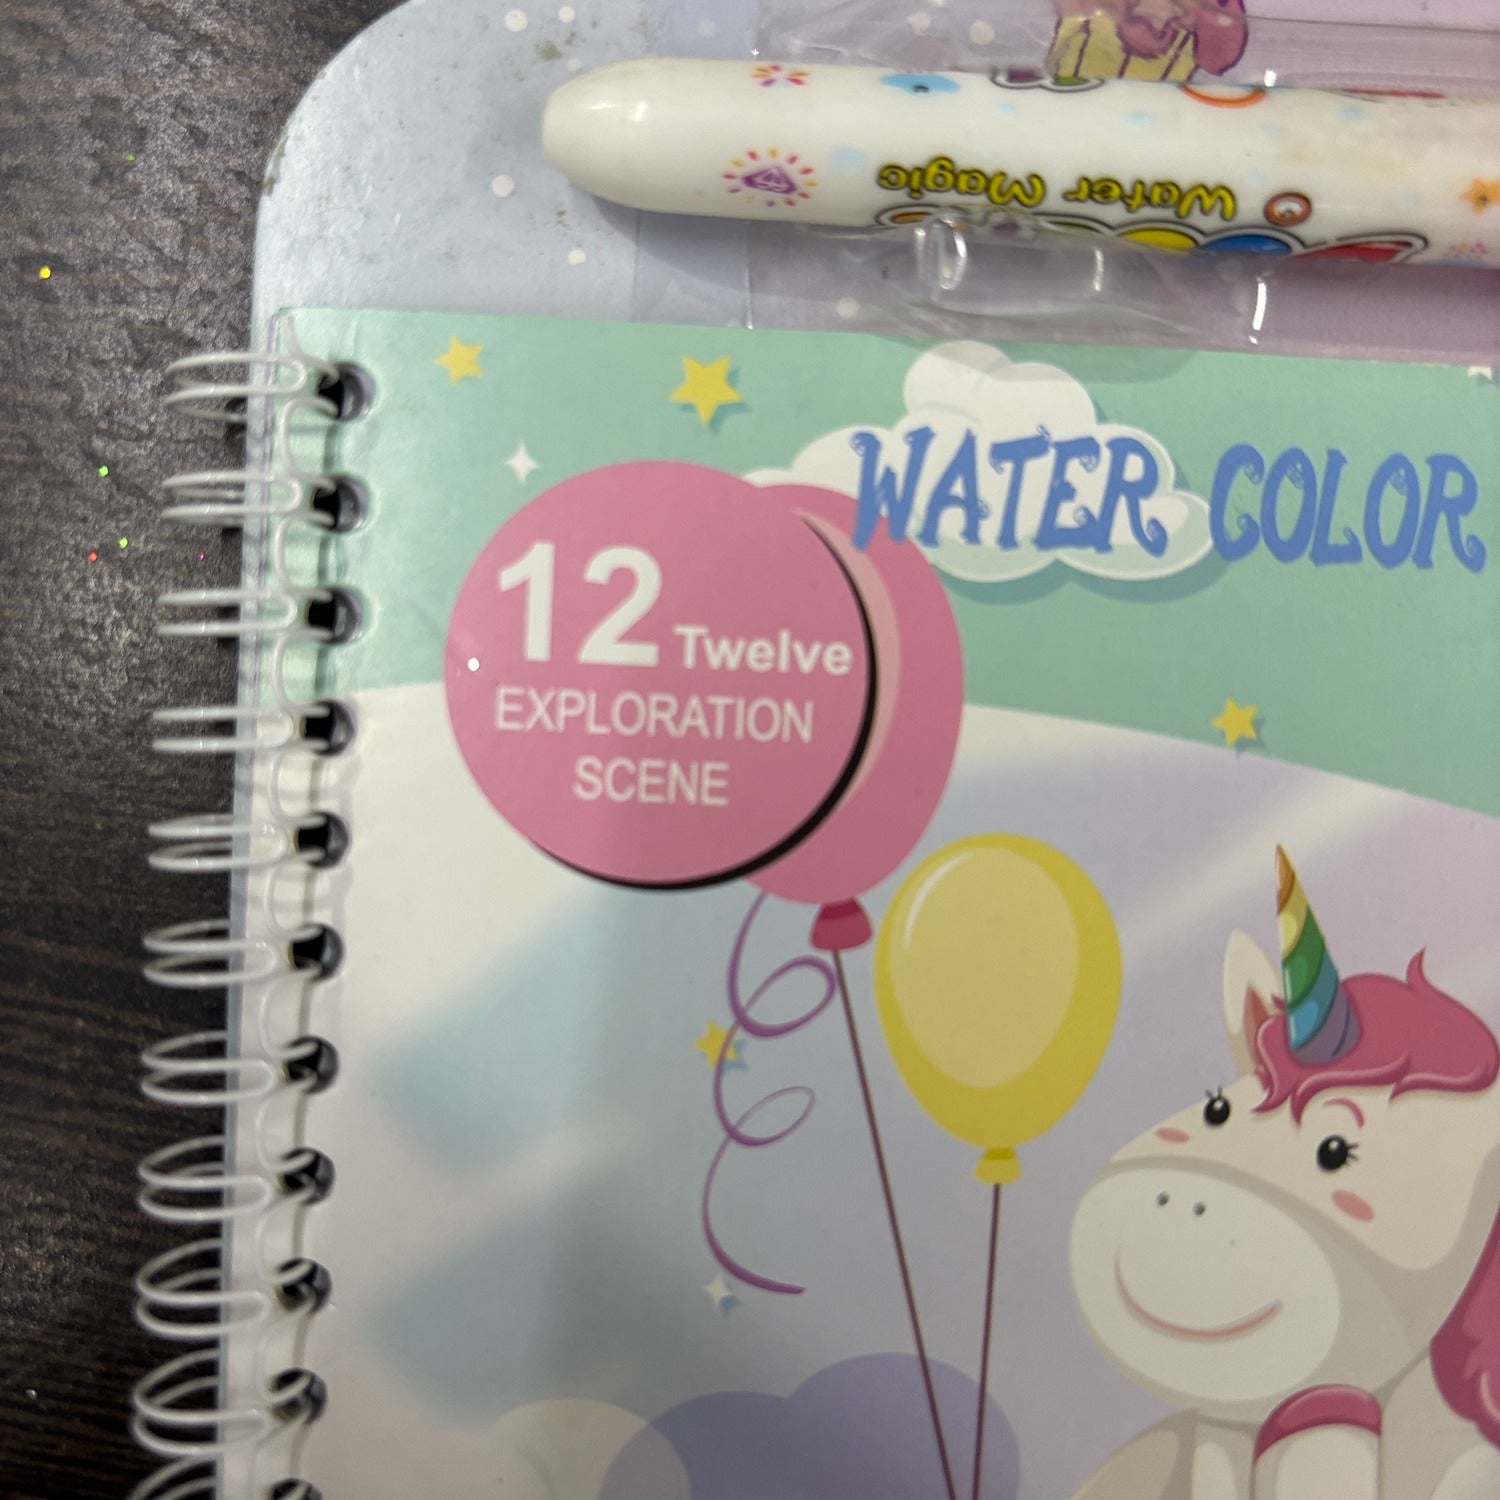 Water Magic
WATER COLOR
12 Twelve
EXPLORATION
SCENE